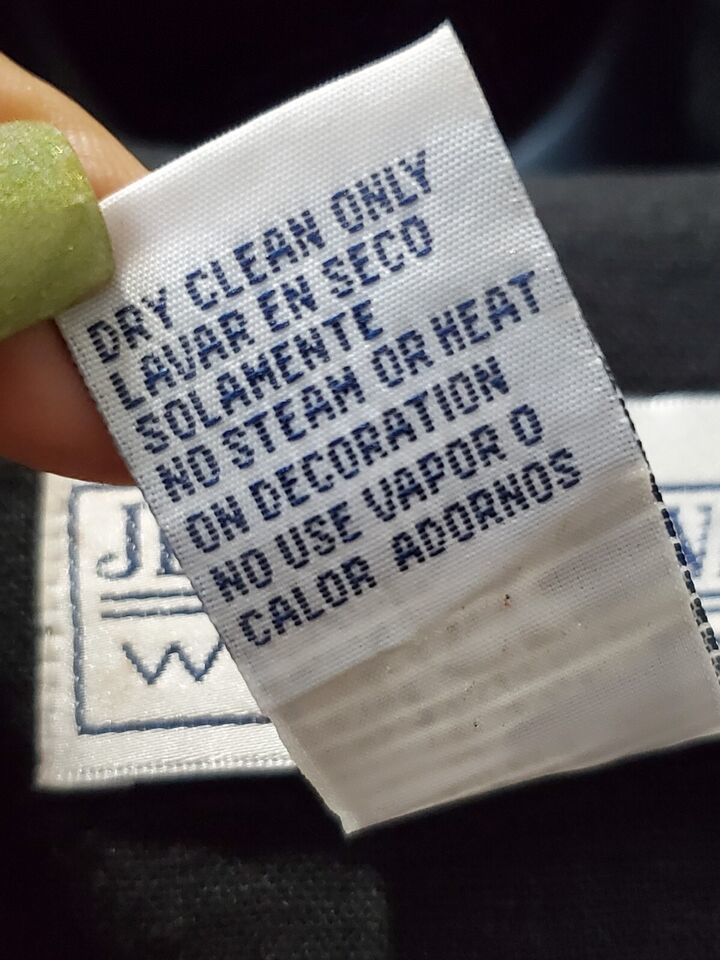 DRY CLEAN ONLY
LAVAR EN SECO
SOLAMENTE
NO STEAM OR HEAT
ON DECORATION
NO USE VAPOR O
CALOR ADORNOS